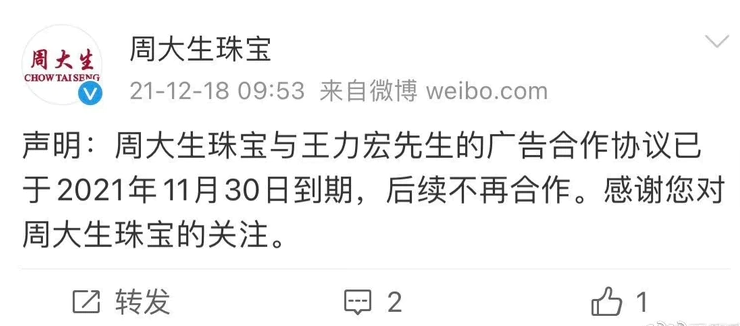 周大生
CHOW TAI SENG
周大生珠宝
21-12-18 09:53 来自微博 weibo.com
声明：周大生珠宝与王力宏先生的广告合作协议已
于2021年11月30日到期，后续不再合作。感谢您对
周大生珠宝的关注。
转发 2 1